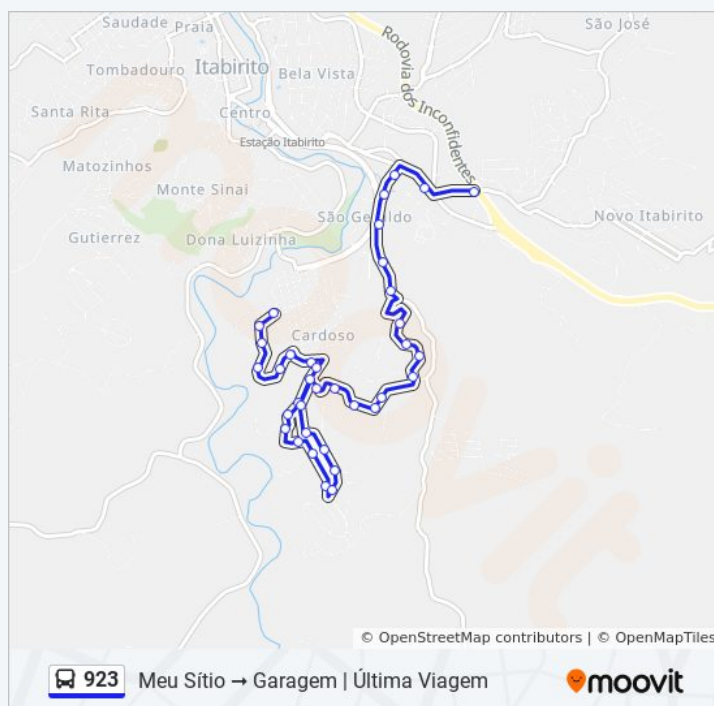 Saudade
Praia
São José
Rodovia dos Inconfidentes
Tombadouro
Itabirito
Bela Vista
Santa Rita
Centro
Estação Itabirito
Matozinhos
Monte Sinai
São Geraldo
Novo Itabirito
Gutierrez
Dona Luizinha
Cardoso
moovit
© OpenStreetMap contributors | © OpenMapTiles
923 Meu Sítio → Garagem | Última Viagem
moovit